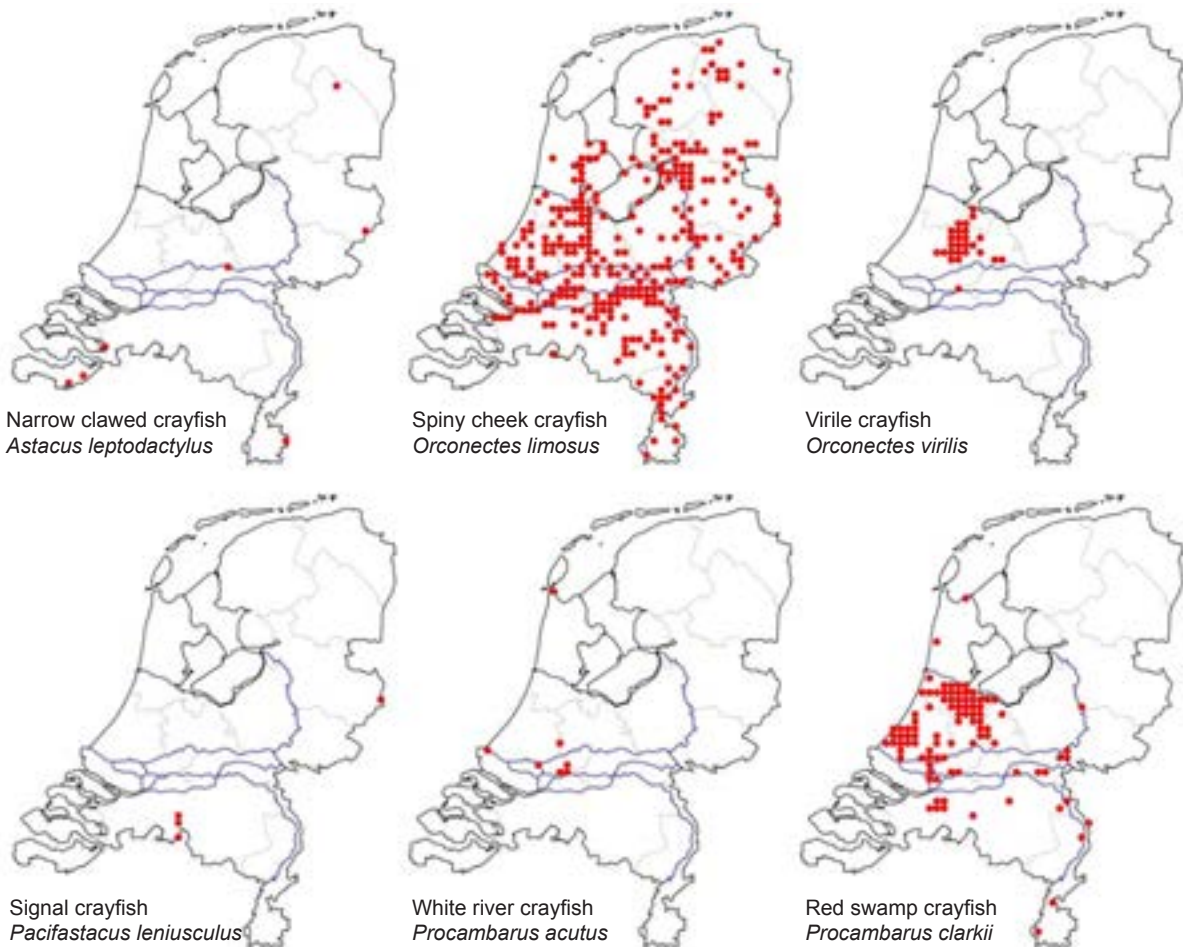 Narrow clawed crayfish
Astacus leptodactylus
Spiny cheek crayfish
Orconectes limosus
Virile crayfish
Orconectes virilis
Signal crayfish
Pacifastacus leniusculus
White river crayfish
Procambarus acutus
Red swamp crayfish
Procambarus clarkii